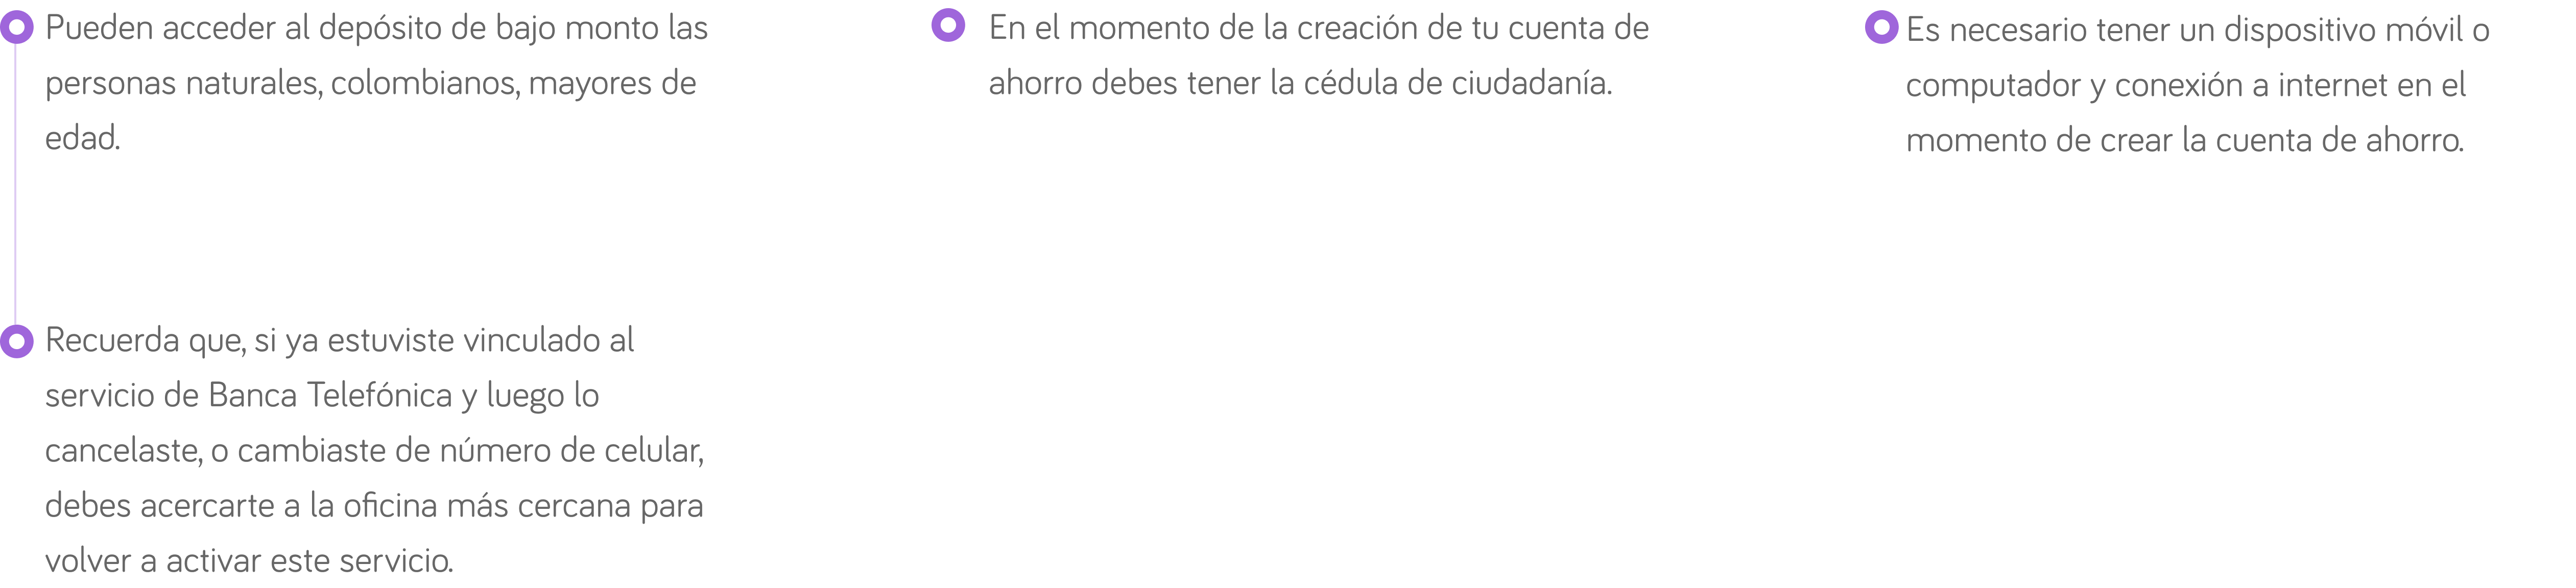 Pueden acceder al depósito de bajo monto las
personas naturales, colombianos, mayores de
edad.
En el momento de la creación de tu cuenta de
ahorro debes tener la cédula de ciudadanía.
Es necesario tener un dispositivo móvil o
computador y conexión a internet en el
momento de crear la cuenta de ahorro.
Recuerda que, si ya estuviste vinculado al
servicio de Banca Telefónica y luego lo
cancelaste, o cambiaste de número de celular,
debes acercarte a la oficina más cercana para
volver a activar este servicio.